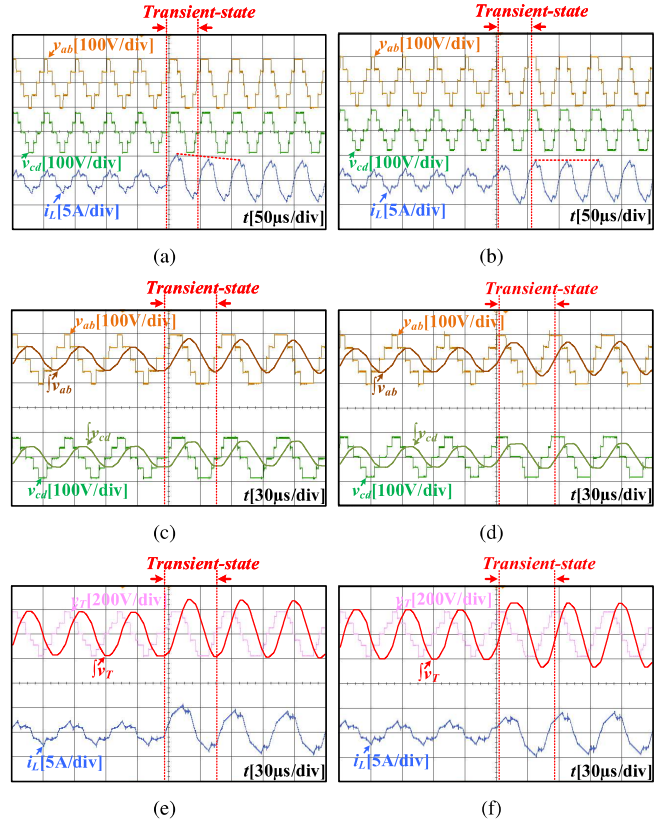 Transient-state
Transient-state
v_ab[100V/div]
v_ab[100V/div]
v_cd[100V/div]
v_cd[100V/div]
i_L[5A/div]
t[50μs/div]
i_L[5A/div]
t[50μs/div]
(a)
(b)
Transient-state
Transient-state
v_ab[100V/div]
v_ab[100V/div]
∫v_ab
∫v_ab
∫v_cd
∫v_cd
v_cd[100V/div]
t[30μs/div]
v_cd[100V/div]
t[30μs/div]
(c)
(d)
Transient-state
Transient-state
v_T[200V/div]
v_T[200V/div]
∫v_T
∫v_T
i_L[5A/div]
t[30μs/div]
i_L[5A/div]
t[30μs/div]
(e)
(f)